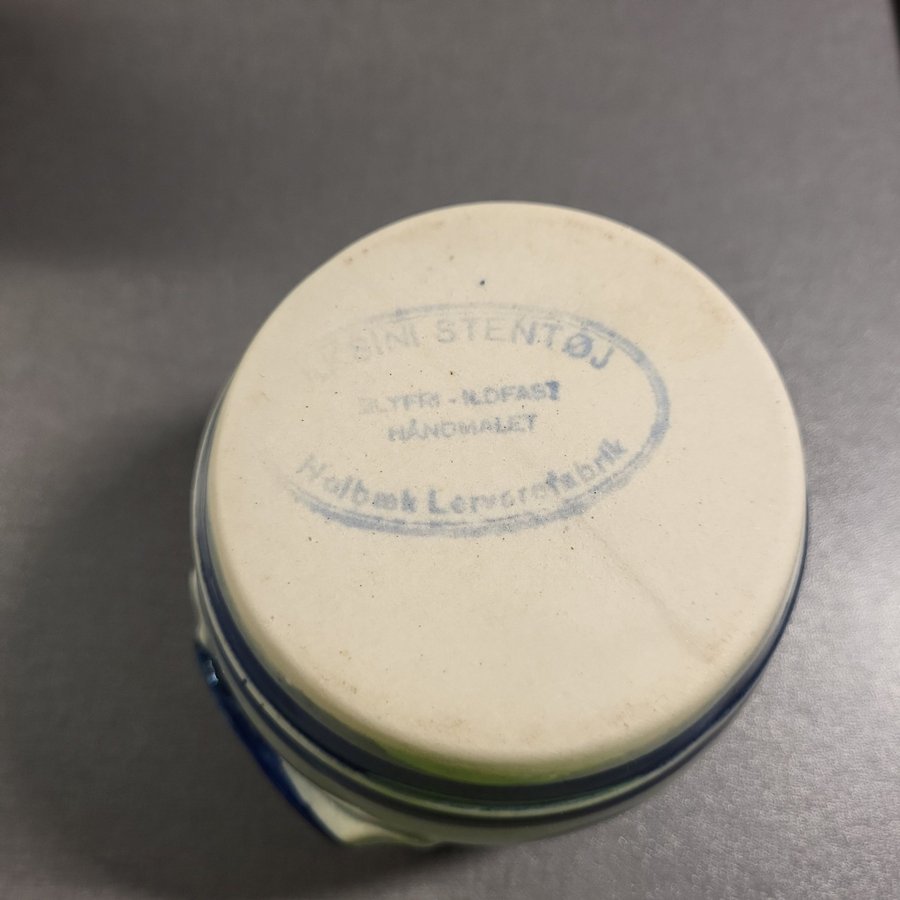 STENTØJ
BLYFRI - ILDFAST
HÅNDMALET
Holbæk Lervarefabrik